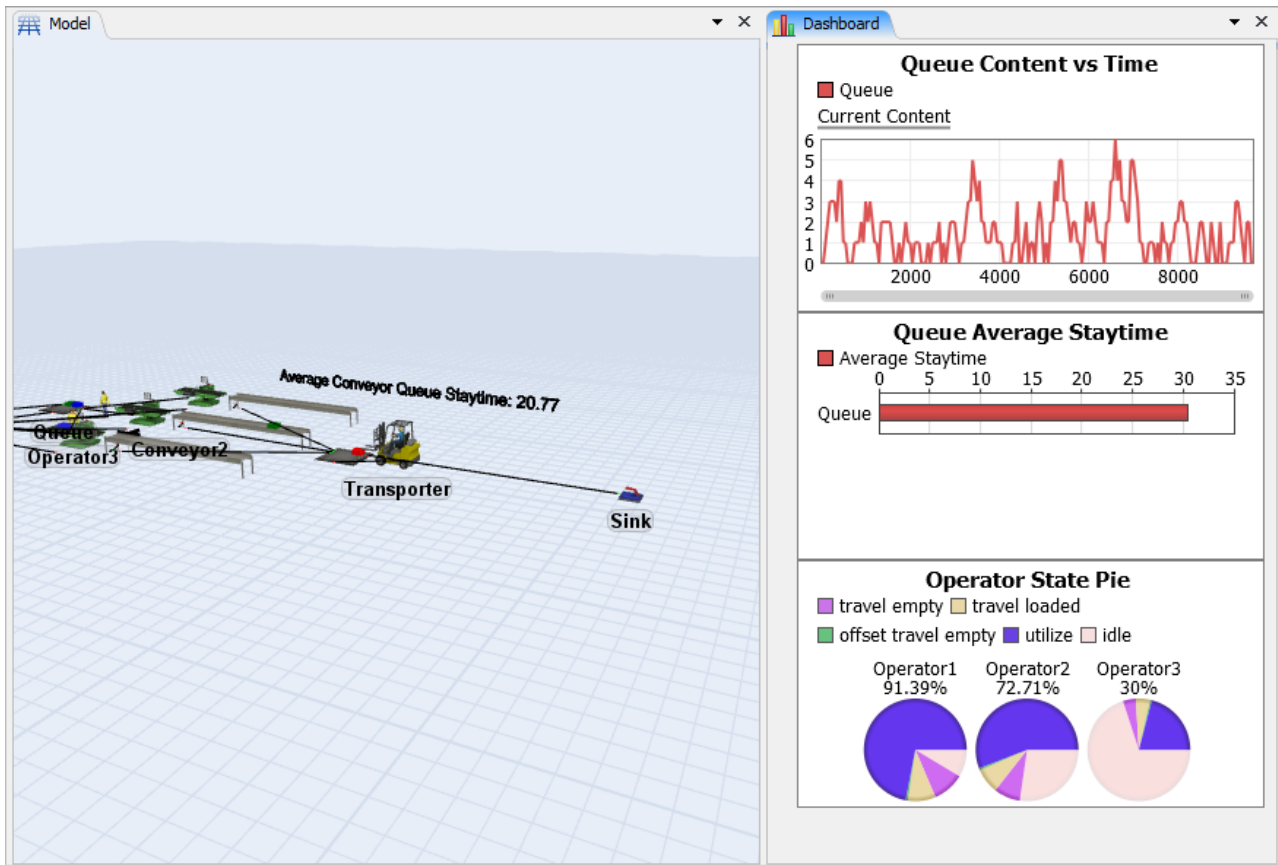 Model
Average Conveyor Queue Staytime: 20.77
Queue
Operator3
Conveyor2
Transporter
Sink
Dashboard
Queue Content vs Time
Queue
Current Content
6
5
4
3
2
1
0
2000 4000 6000 8000
Queue Average Staytime
Average Staytime
0 5 10 15 20 25 30 35
Queue
Operator State Pie
travel empty travel loaded
offset travel empty utilize idle
Operator1 Operator2 Operator3
91.39% 72.71% 30%